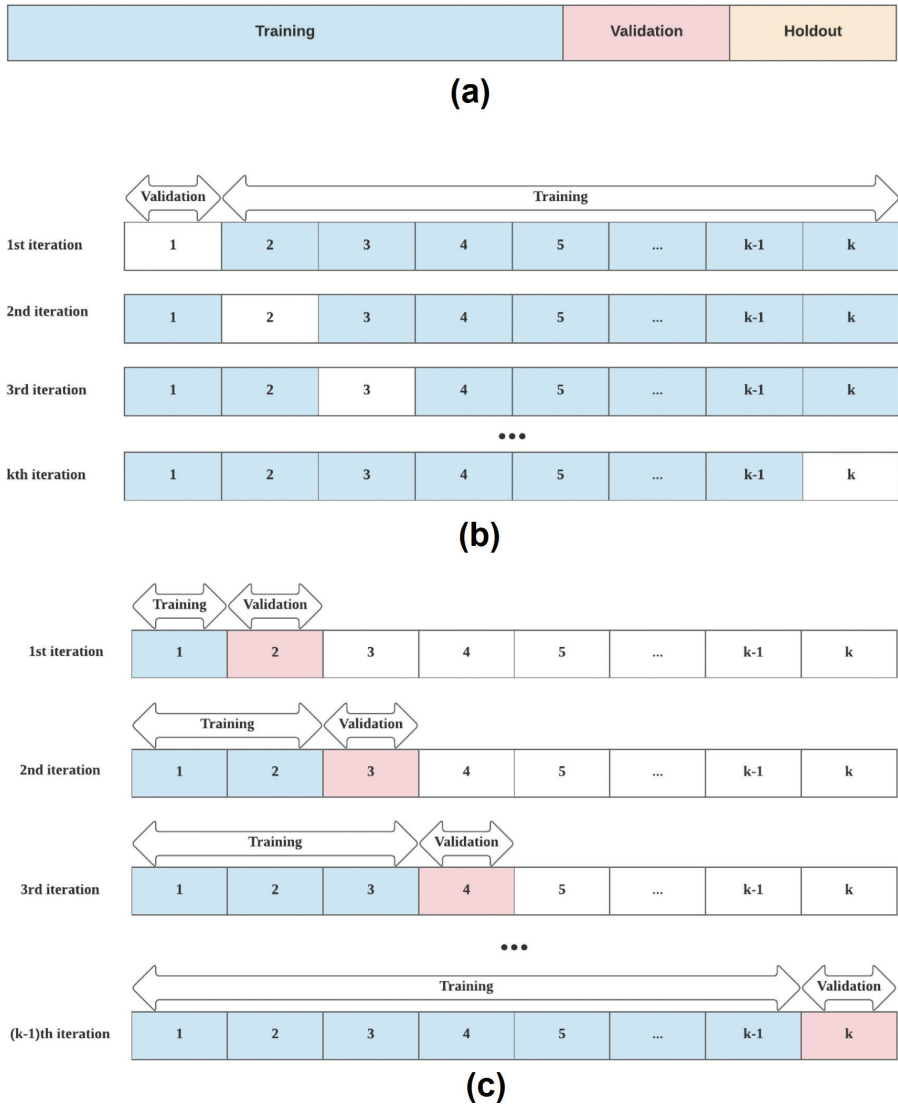 Training Validation Holdout
(a)
Validation Training
1st iteration 1 2 3 4 5 ... k-1 k
2nd iteration 1 2 3 4 5 ... k-1 k
3rd iteration 1 2 3 4 5 ... k-1 k
...
kth iteration 1 2 3 4 5 ... k-1 k
(b)
Training Validation
1st iteration 1 2 3 4 5 ... k-1 k
Training Validation
2nd iteration 1 2 3 4 5 ... k-1 k
Training Validation
3rd iteration 1 2 3 4 5 ... k-1 k
...
Training Validation
(k-1)th iteration 1 2 3 4 5 ... k-1 k
(c)